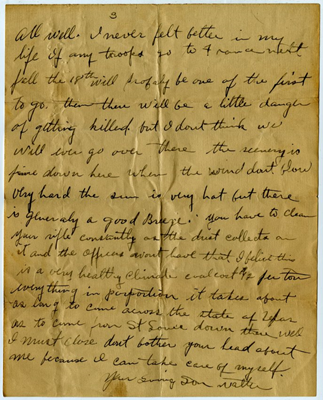 3
All well. I never felt better in my
life if any troops go to France next
fall the 18th will probaly be one of the first
to go. then there will be a little danger
of getting killed but I dont think we
will ever go over there the scenery is
fine down here when the wind dont blow
very hard the sun is very hot but there
is generaly a good Breeze. you have to clean
your rifle constantly as the dust collects on
it and the officers wont have that I belief this
is a very healthy climate coal cost per ton
everything in porportion it takes about
as long to come across the state of Texas
as to come from St Louis down there well
I must close dont bother your head about
me because I can take care of myself.
Your loving Son Walter